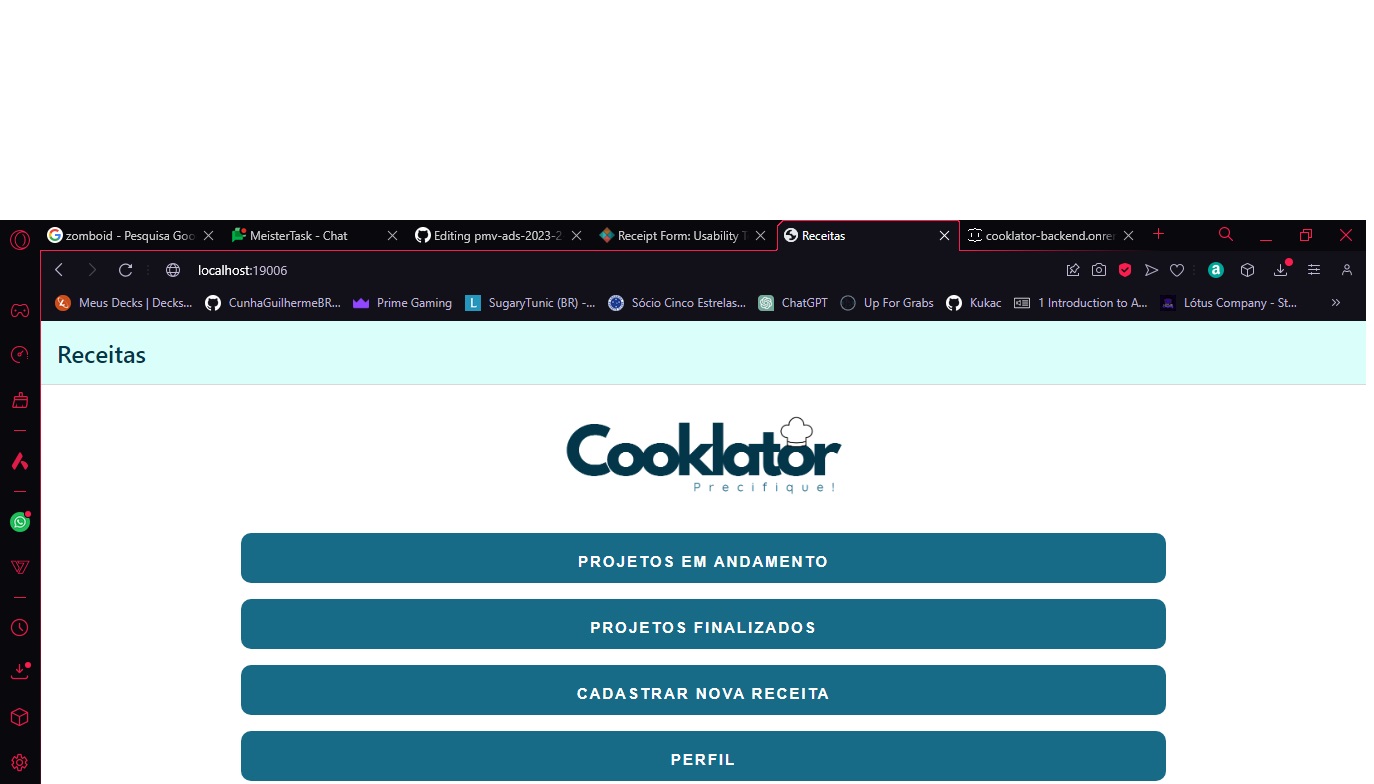 zomboid - Pesquisa Goo
MeisterTask - Chat
Editing pmv-ads-2023-2
Receipt Form: Usability T
Receitas
cooklator-backend.onre
localhost:19006
Meus Decks | Decks...
CunhaGuilhermeBR...
Prime Gaming
L
SugaryTunic (BR) -...
Sócio Cinco Estrelas...
ChatGPT
Up For Grabs
Kukac
1 Introduction to A...
Lótus Company - St...
Receitas
Cooklator
Precifique!
PROJETOS EM ANDAMENTO
PROJETOS FINALIZADOS
CADASTRAR NOVA RECEITA
PERFIL